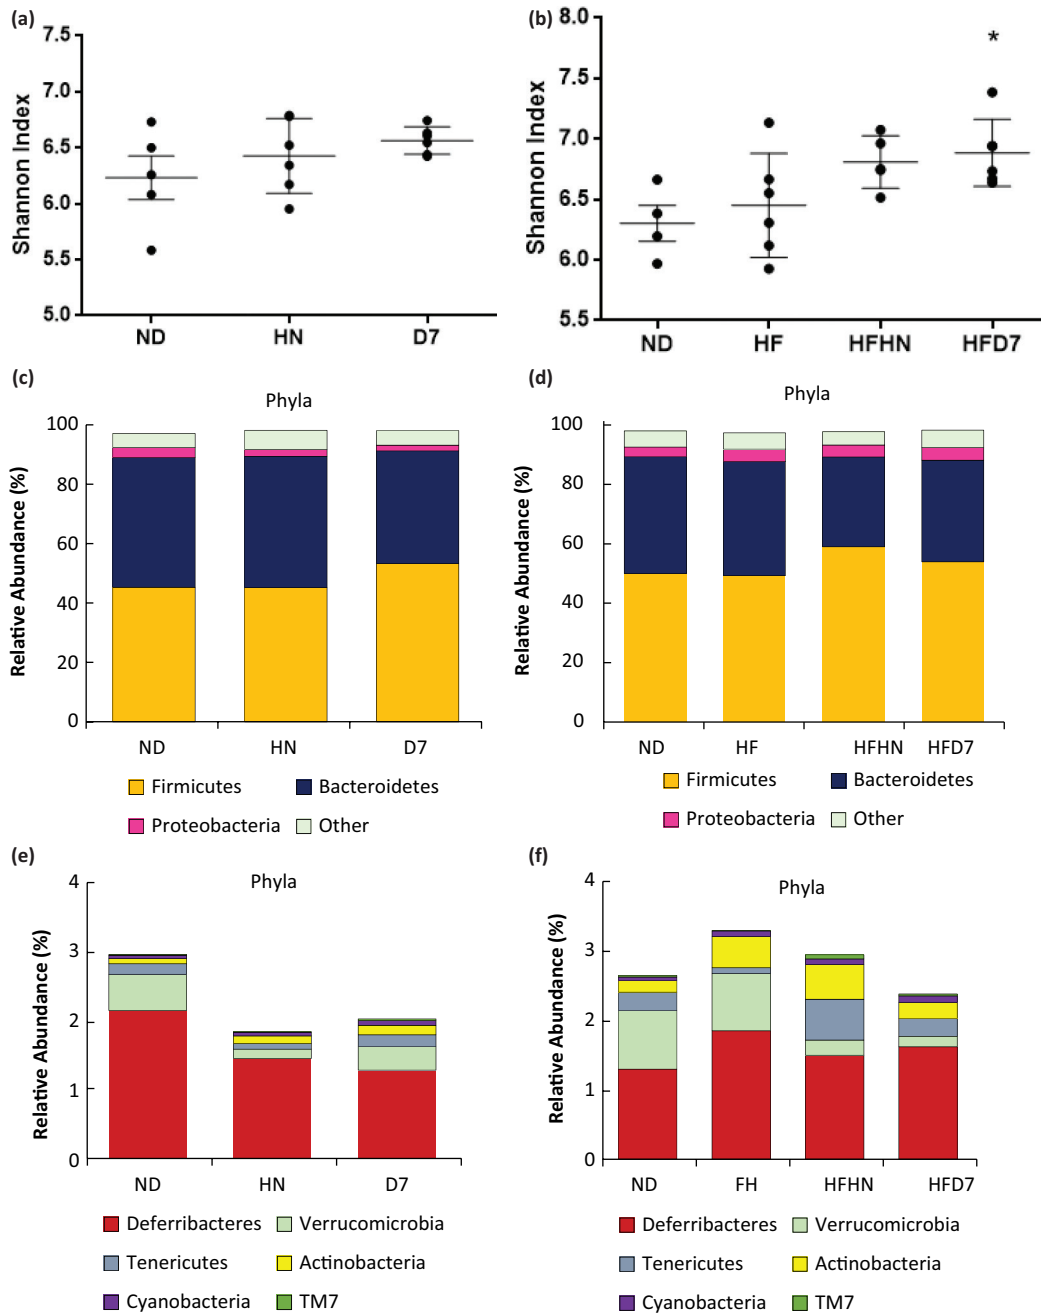 (a)
Shannon Index
7.5
7.0
6.5
6.0
5.5
5.0
ND HN D7
(b)
Shannon Index
8.0
7.5
7.0
6.5
6.0
5.5
*
ND HF HFHN HFD7
(c)
Phyla
Relative Abundance (%)
100
80
60
40
20
0
ND HN D7
Firmicutes Bacteroidetes
Proteobacteria Other
(d)
Phyla
Relative Abundance (%)
100
80
60
40
20
0
ND HF HFHN HFD7
Firmicutes Bacteroidetes
Proteobacteria Other
(e)
Phyla
Relative Abundance (%)
4
3
2
1
0
ND HN D7
Deferribacteres Verrucomicrobia
Tenericutes Actinobacteria
Cyanobacteria TM7
(f)
Phyla
Relative Abundance (%)
4
3
2
1
0
ND FH HFHN HFD7
Deferribacteres Verrucomicrobia
Tenericutes Actinobacteria
Cyanobacteria TM7